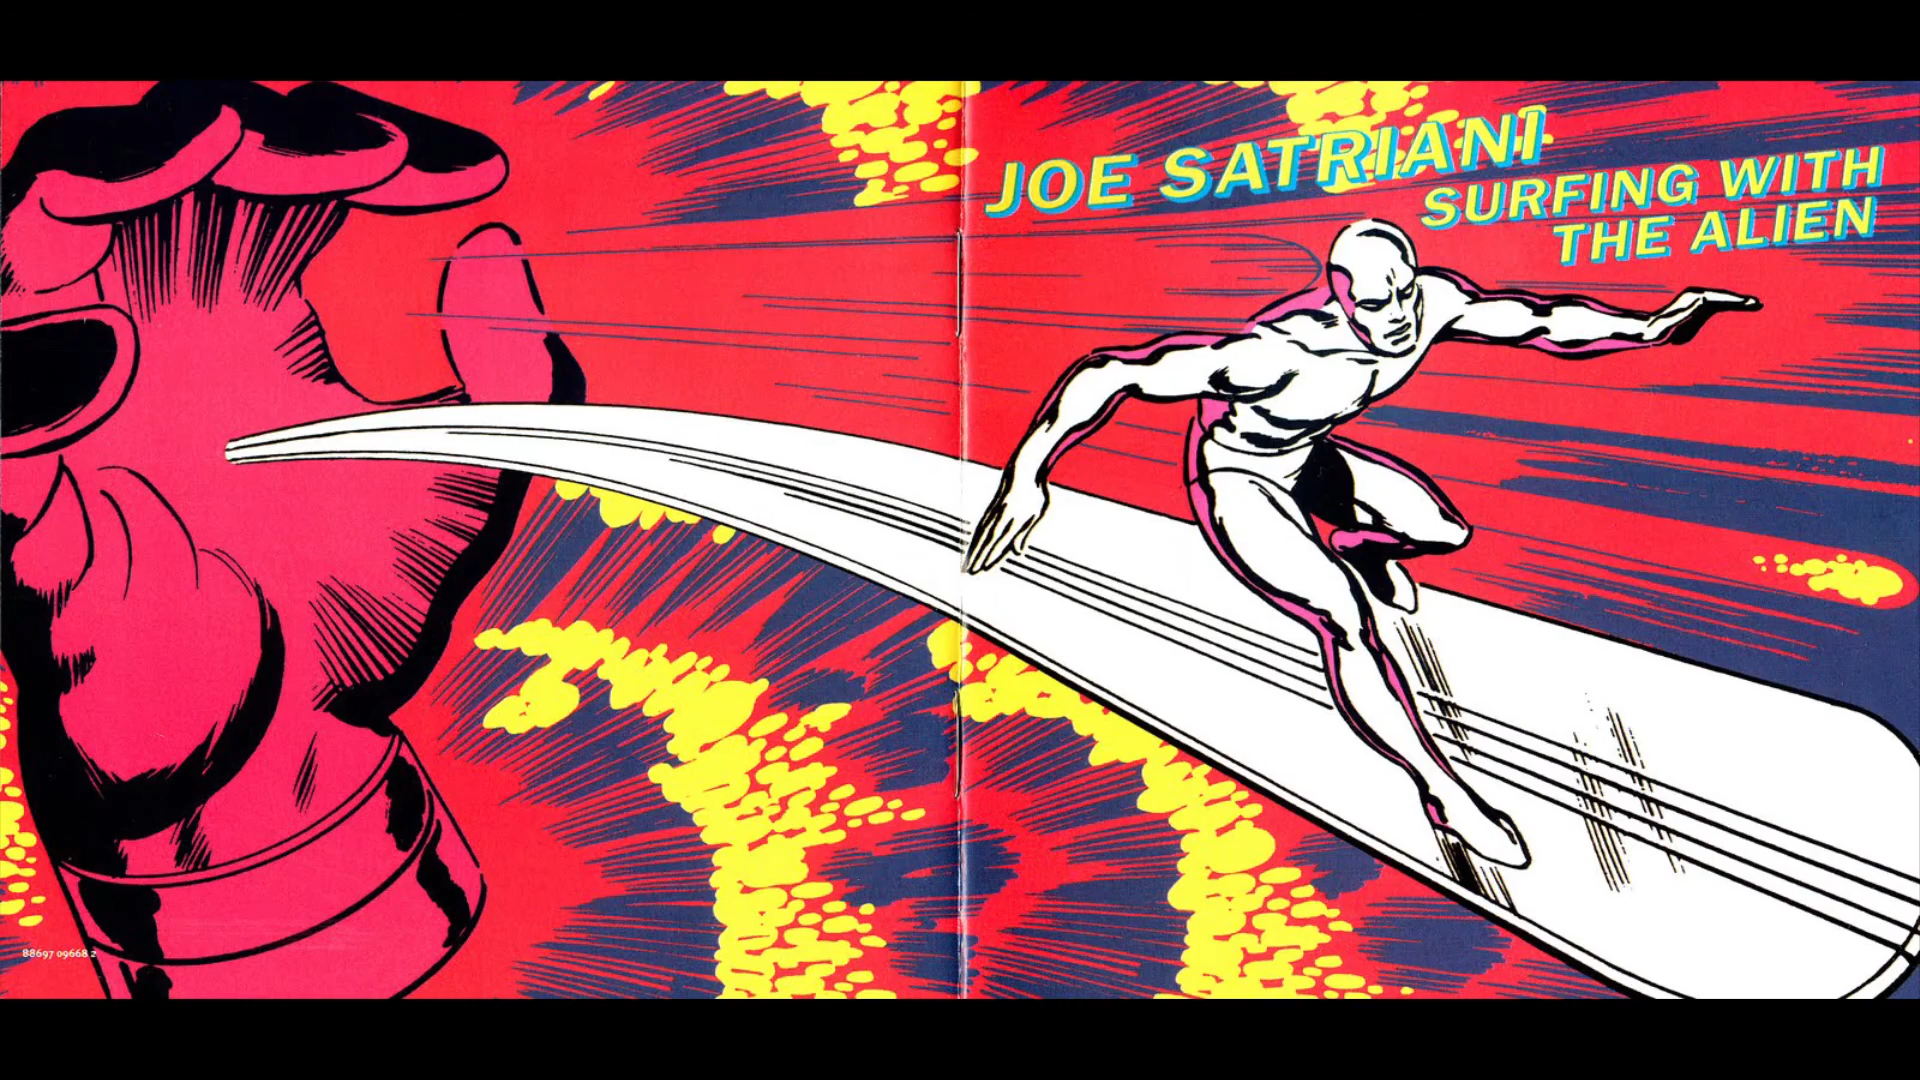 JOE SATRIANI
SURFING WITH
THE ALIEN
88697 09668 2